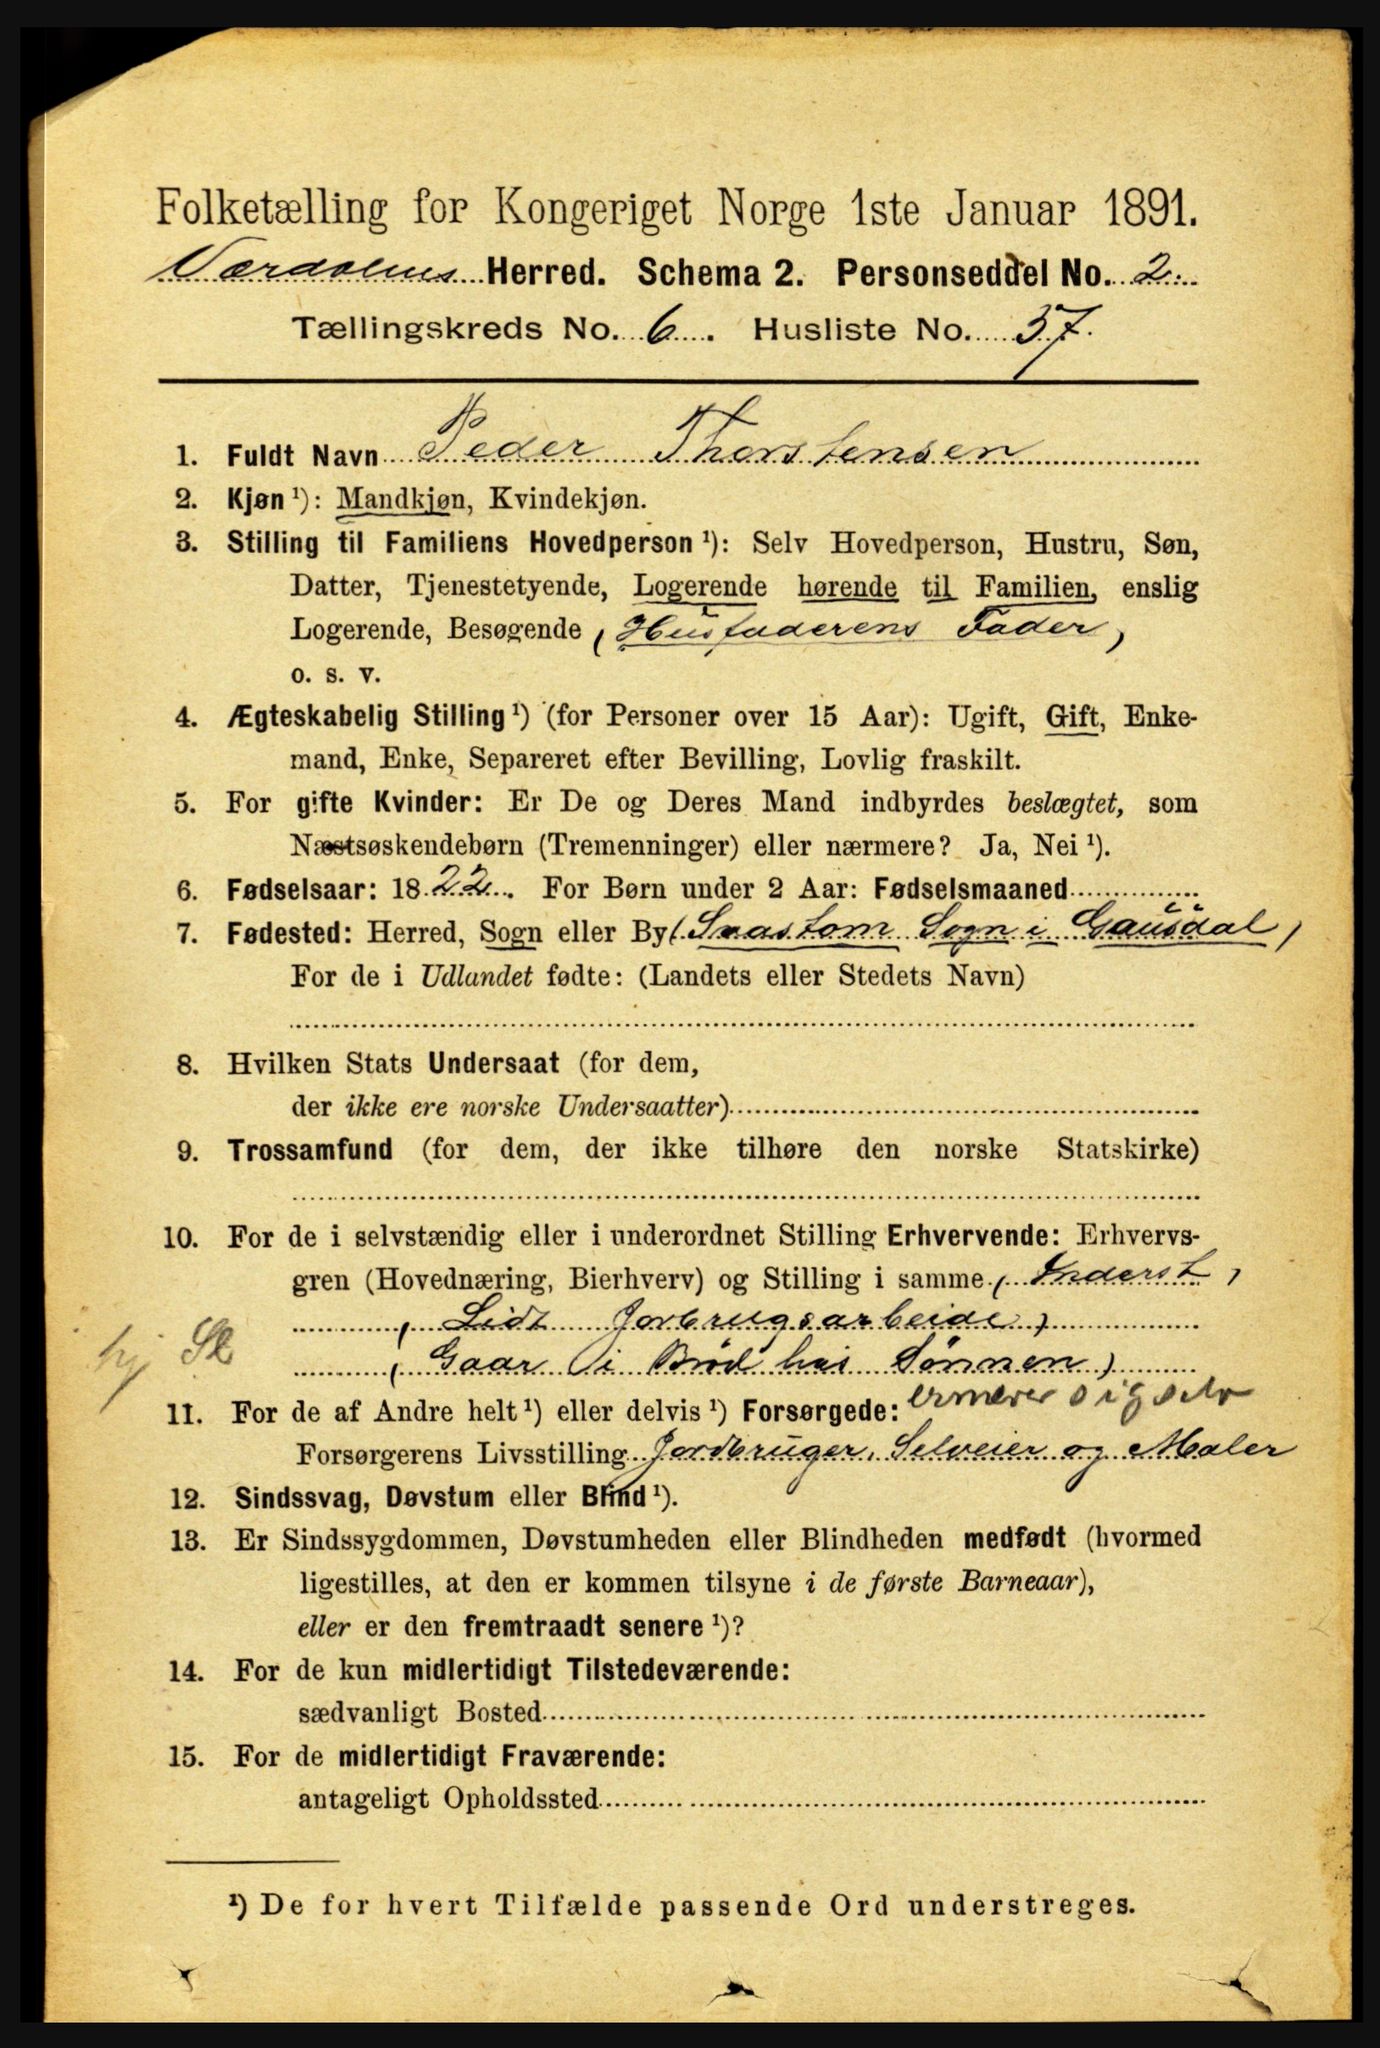 Folketælling for Kongeriget Norge 1ste Januar 1891.
Værdalens Herred. Schema 2. Personseddel No. 2.
Tællingskreds No. 6. Husliste No. 37.
1. Fuldt Navn Peder Thorstensen
2. Kjøn ¹): Mandkjøn, Kvindekjøn.
3. Stilling til Familiens Hovedperson ¹): Selv Hovedperson, Hustru, Søn,
Datter, Tjenestetyende, Logerende hørende til Familien, enslig
Logerende, Besøgende (Husfaderens Fader)
o. s. v.
4. Ægteskabelig Stilling ¹) (for Personer over 15 Aar): Ugift, Gift, Enke-
mand, Enke, Separeret efter Bevilling, Lovlig fraskilt.
5. For gifte Kvinder: Er De og Deres Mand indbyrdes beslægtet, som
Næstsøskendebørn (Tremenninger) eller nærmere? Ja, Nei ¹).
6. Fødselsaar: 1822. For Børn under 2 Aar: Fødselsmaaned
7. Fødested: Herred, Sogn eller By (Svastom Sogn i Gausdal)
For de i Udlandet fødte: (Landets eller Stedets Navn)
8. Hvilken Stats Undersaat (for dem,
der ikke ere norske Undersaatter)
9. Trossamfund (for dem, der ikke tilhøre den norske Statskirke)
10. For de i selvstændig eller i underordnet Stilling Erhvervende: Erhvervs-
gren (Hovednæring, Bierhverv) og Stilling i samme (Inderst)
(Lidt Jorbrugsarbeide)
(Gaar i Brød hos Sønnen)
11. For de af Andre helt ¹) eller delvis ¹) Forsørgede: ernærer sig selv
Forsørgerens Livsstilling Jordbruger, Selveier og Maler
12. Sindssvag, Døvstum eller Blind ¹).
13. Er Sindssygdommen, Døvstumheden eller Blindheden medfødt (hvormed
ligestilles, at den er kommen tilsyne i de første Barneaar),
eller er den fremtraadt senere ¹)?
14. For de kun midlertidigt Tilstedeværende:
sædvanligt Bosted
15. For de midlertidigt Fraværende:
antageligt Opholdssted
¹) De for hvert Tilfælde passende Ord understreges.